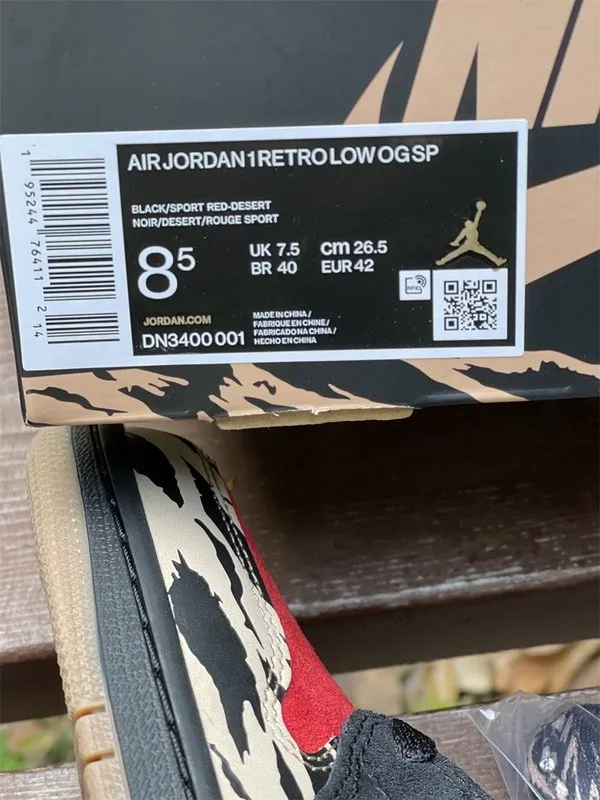 AIR JORDAN 1 RETRO LOW OG SP
BLACK/SPORT RED-DESERT
NOIR/DESERT/ROUGE SPORT
8⁵
UK 7.5
cm 26.5
BR 40
EUR 42
RFID
JORDAN.COM
DN3400 001
MADE IN CHINA /
FABRIQUE EN CHINE /
FABRICADO NA CHINA /
HECHO EN CHINA
1 95244 76411 2 14